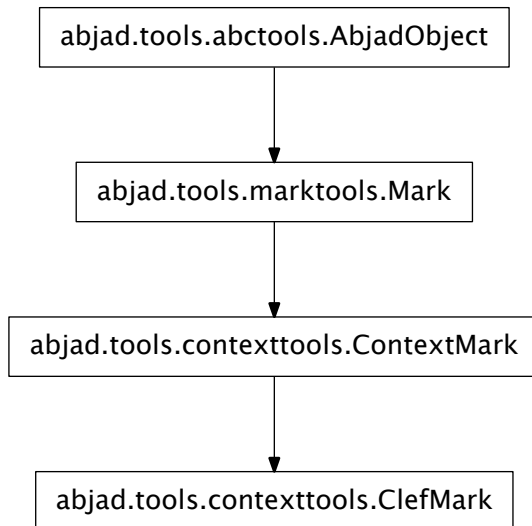 abjad.tools.abctools.AbjadObject
abjad.tools.marktools.Mark
abjad.tools.contexttools.ContextMark
abjad.tools.contexttools.ClefMark